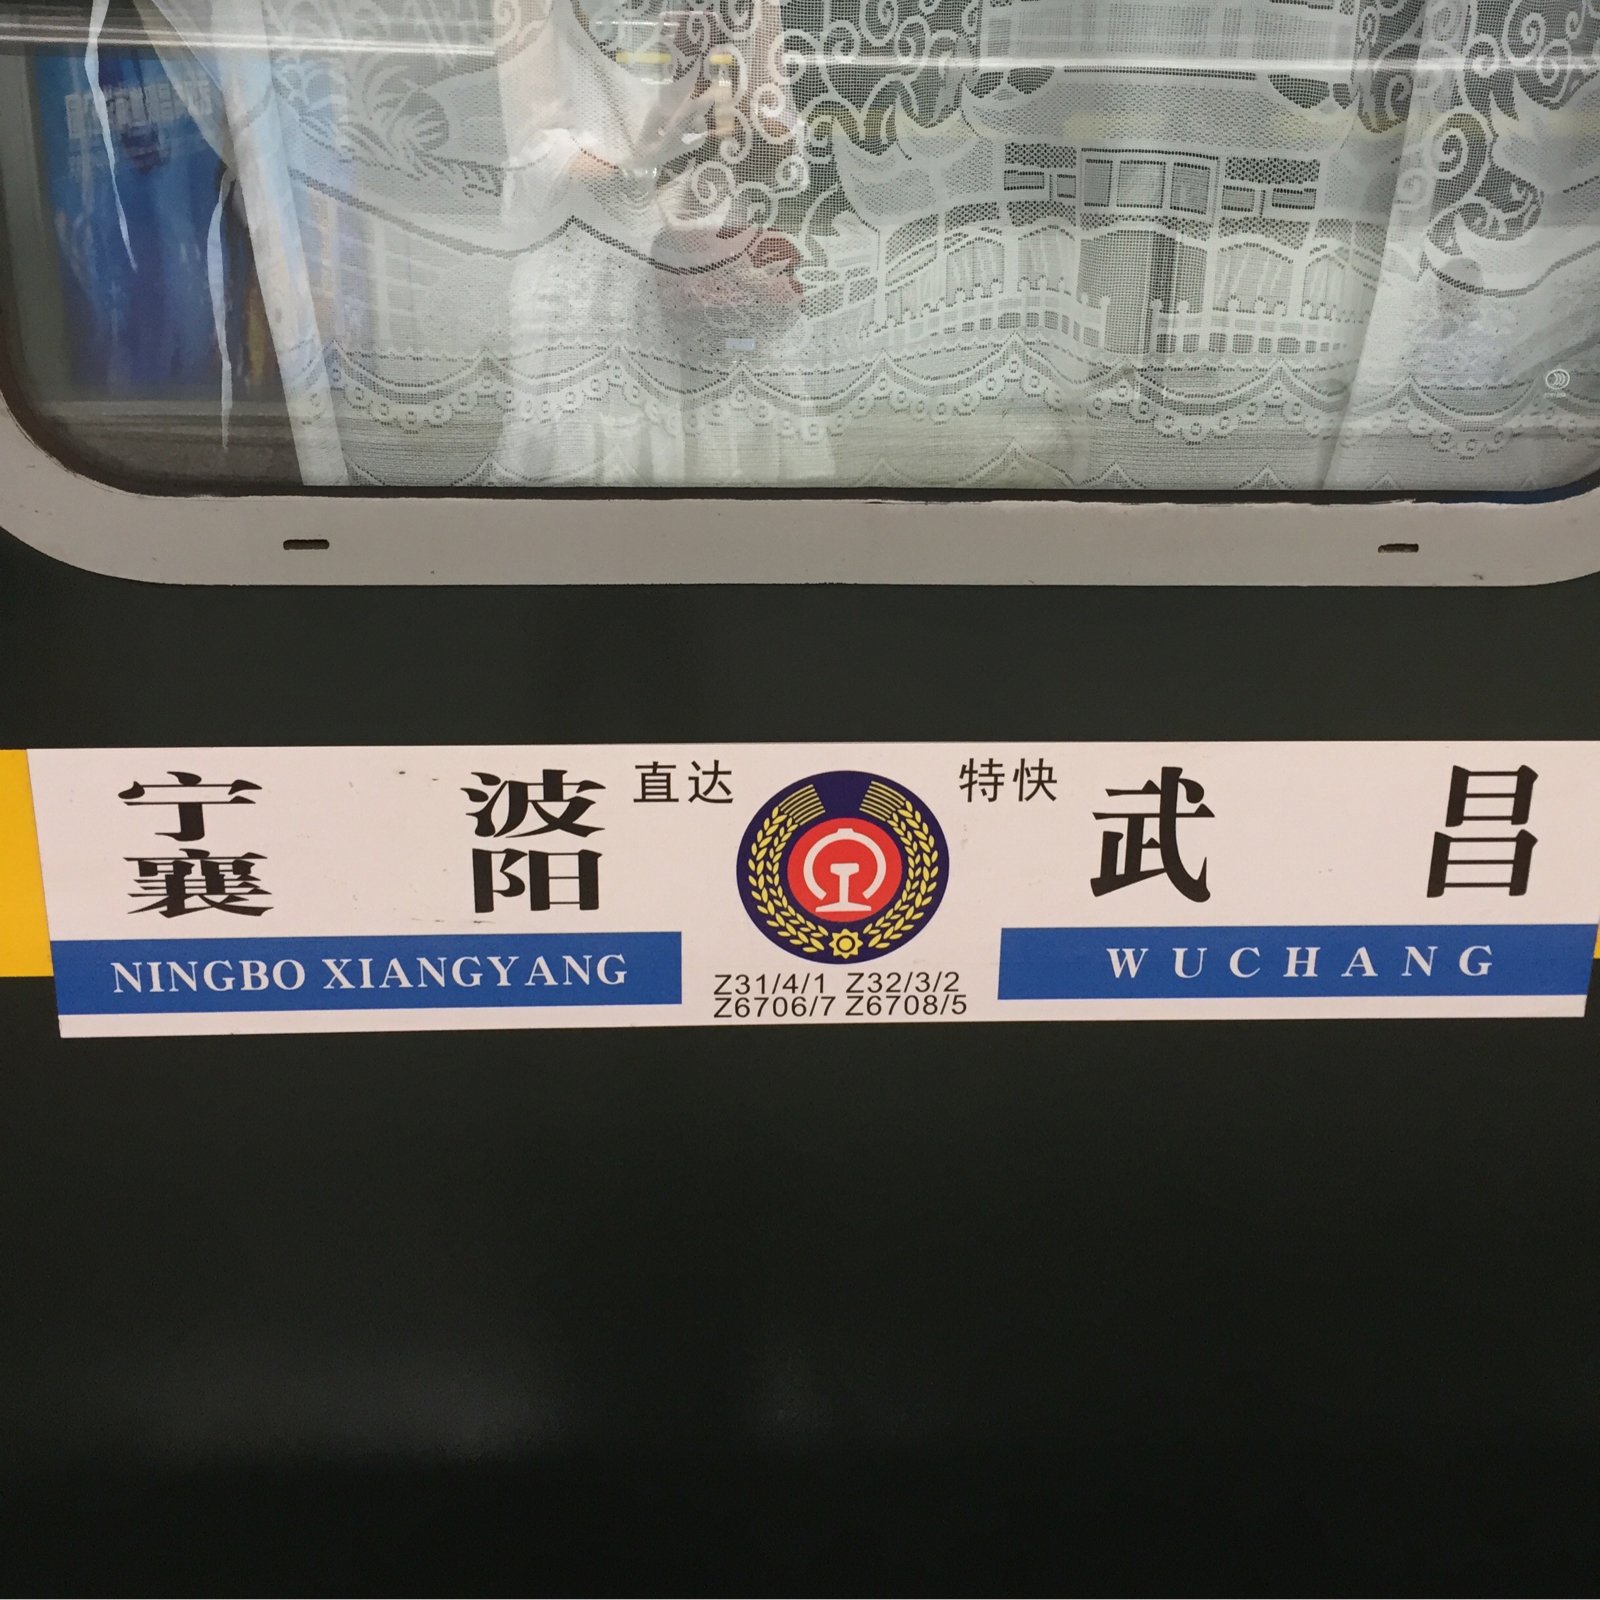 宁波 直达 特快 武昌
襄阳
NINGBO XIANGYANG WUCHANG
Z31/4/1 Z32/3/2
Z6706/7 Z6708/5